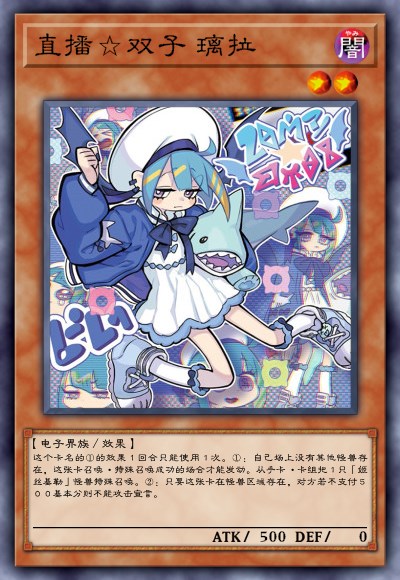 直播☆双子 璃拉
やみ
闇
どしり
【电子界族／效果】
这个卡名的①的效果１回合只能使用１次。①：自己场上没有其他怪兽存
在，这张卡召唤·特殊召唤成功的场合才能发动。从手卡·卡组把１只「姬
丝基勒」怪兽特殊召唤。②：只要这张卡在怪兽区域存在，对方若不支付５
００基本分则不能攻击宣言。
ATK/ 500 DEF/ 0